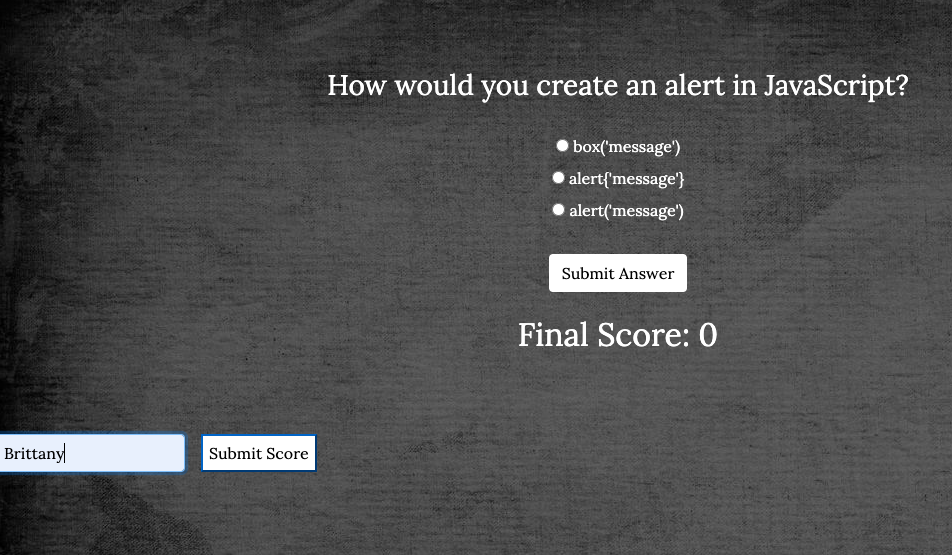 How would you create an alert in JavaScript?
box('message')
alert{'message'}
alert('message')
Submit Answer
Final Score: 0
Brittany Submit Score